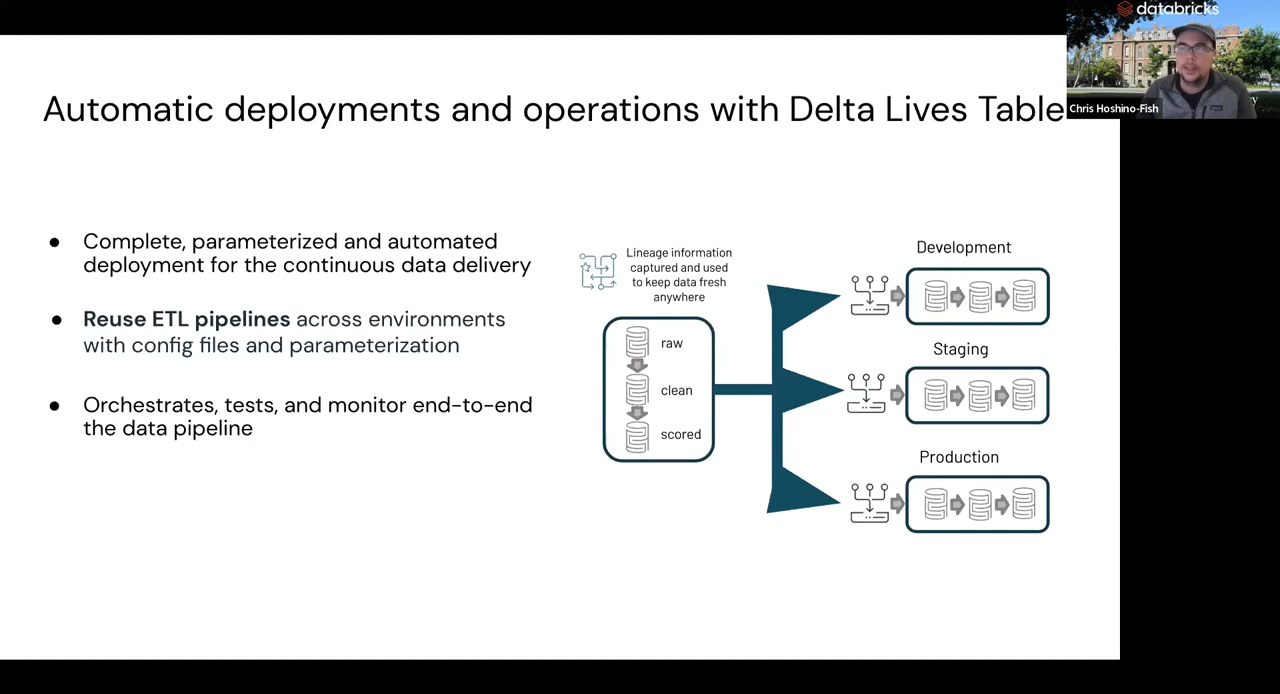 databricks
Chris Hoshino-Fish
Automatic deployments and operations with Delta Lives Table
Complete, parameterized and automated
deployment for the continuous data delivery
Reuse ETL pipelines across environments
with config files and parameterization
Orchestrates, tests, and monitor end-to-end
the data pipeline
Lineage information
captured and used
to keep data fresh
anywhere
raw
clean
scored
Development
Staging
Production